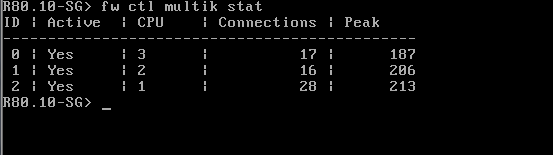 R80.10-SG> fw ctl multik stat
ID | Active | CPU | Connections | Peak
----------------------------------------------
0 | Yes | 3 | 17 | 187
1 | Yes | 2 | 16 | 206
2 | Yes | 1 | 28 | 213
R80.10-SG> _